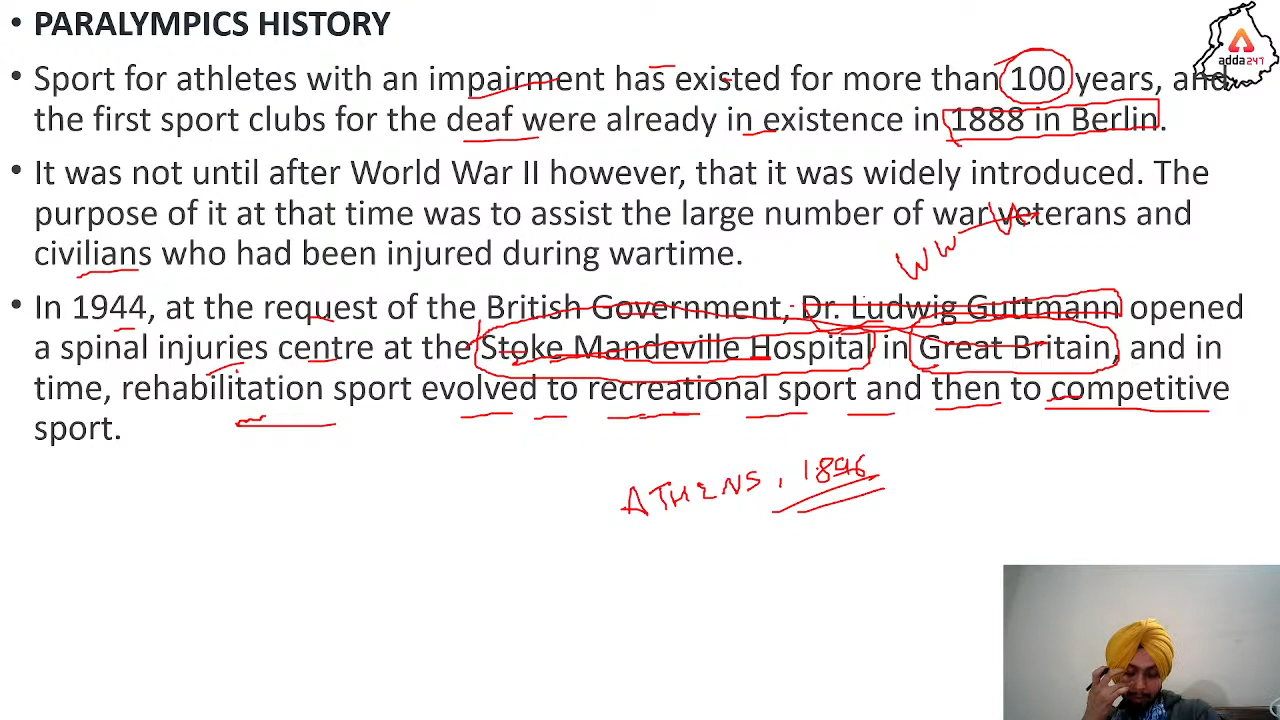 • PARALYMPICS HISTORY
adda247
• Sport for athletes with an impairment has existed for more than 100 years, and
the first sport clubs for the deaf were already in existence in 1888 in Berlin.
• It was not until after World War II however, that it was widely introduced. The
purpose of it at that time was to assist the large number of war veterans and
civilians who had been injured during wartime.
WW
• In 1944, at the request of the British Government, Dr. Ludwig Guttmann opened
a spinal injuries centre at the Stoke Mandeville Hospital in Great Britain, and in
time, rehabilitation sport evolved to recreational sport and then to competitive
sport.
ATHENS, 1896